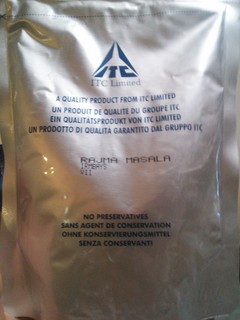 ITC
ITC Limited
A QUALITY PRODUCT FROM ITC LIMITED
UN PRODUIT DE QUALITE DU GROUPE ITC
EIN QUALITATSPRODUKT VON ITC LIMITED
UN PRODOTTO DI QUALITA GARANTITO DAL GRUPPO ITC
RAJMA MASALA
911
NO PRESERVATIVES
SANS AGENT DE CONSERVATION
OHNE KONSERVIERUNGSMITTEL
SENZA CONSERVANTI